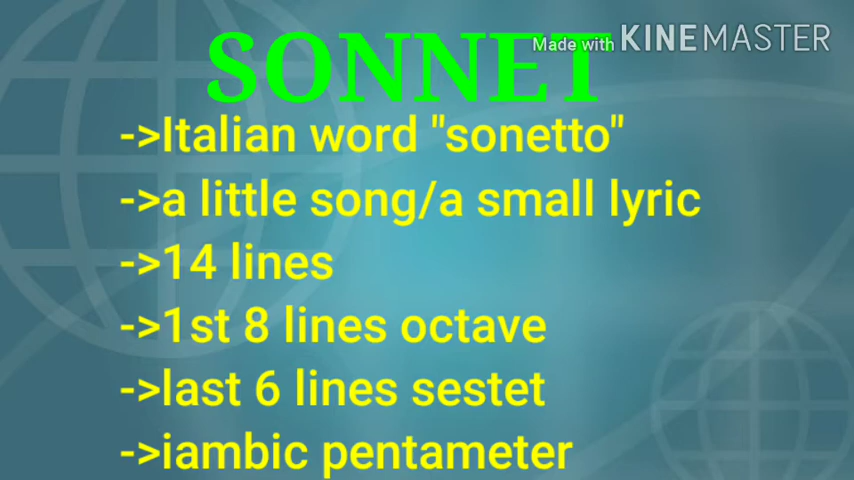 SONNET
Made with KINEMASTER
->Italian word "sonetto"
->a little song/a small lyric
->14 lines
->1st 8 lines octave
->last 6 lines sestet
->iambic pentameter